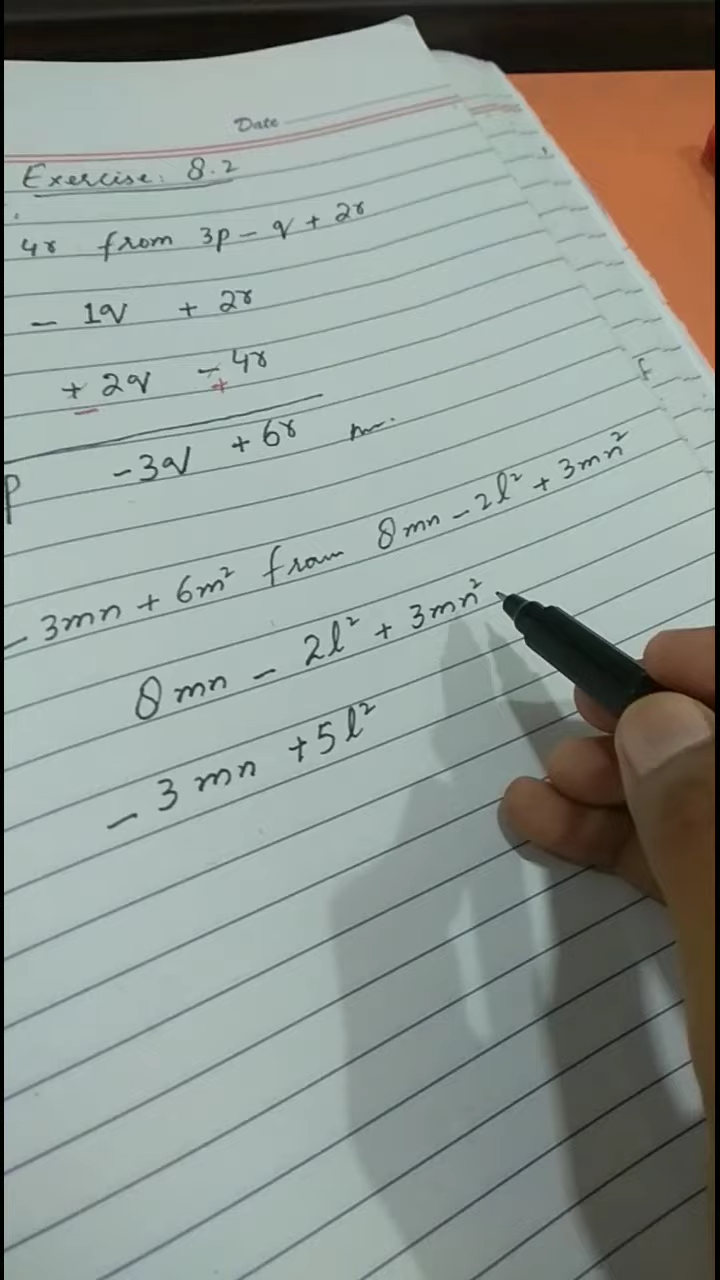 Date
Exercise: 8.2
4r from 3p - q + 2r
- 1q + 2r
+ 2q - 4r
- +
p -3q + 6r
- 3mn + 6m² from 8mn - 2l² + 3mn²
8mn - 2l² + 3mn²
- 3mn + 5l²